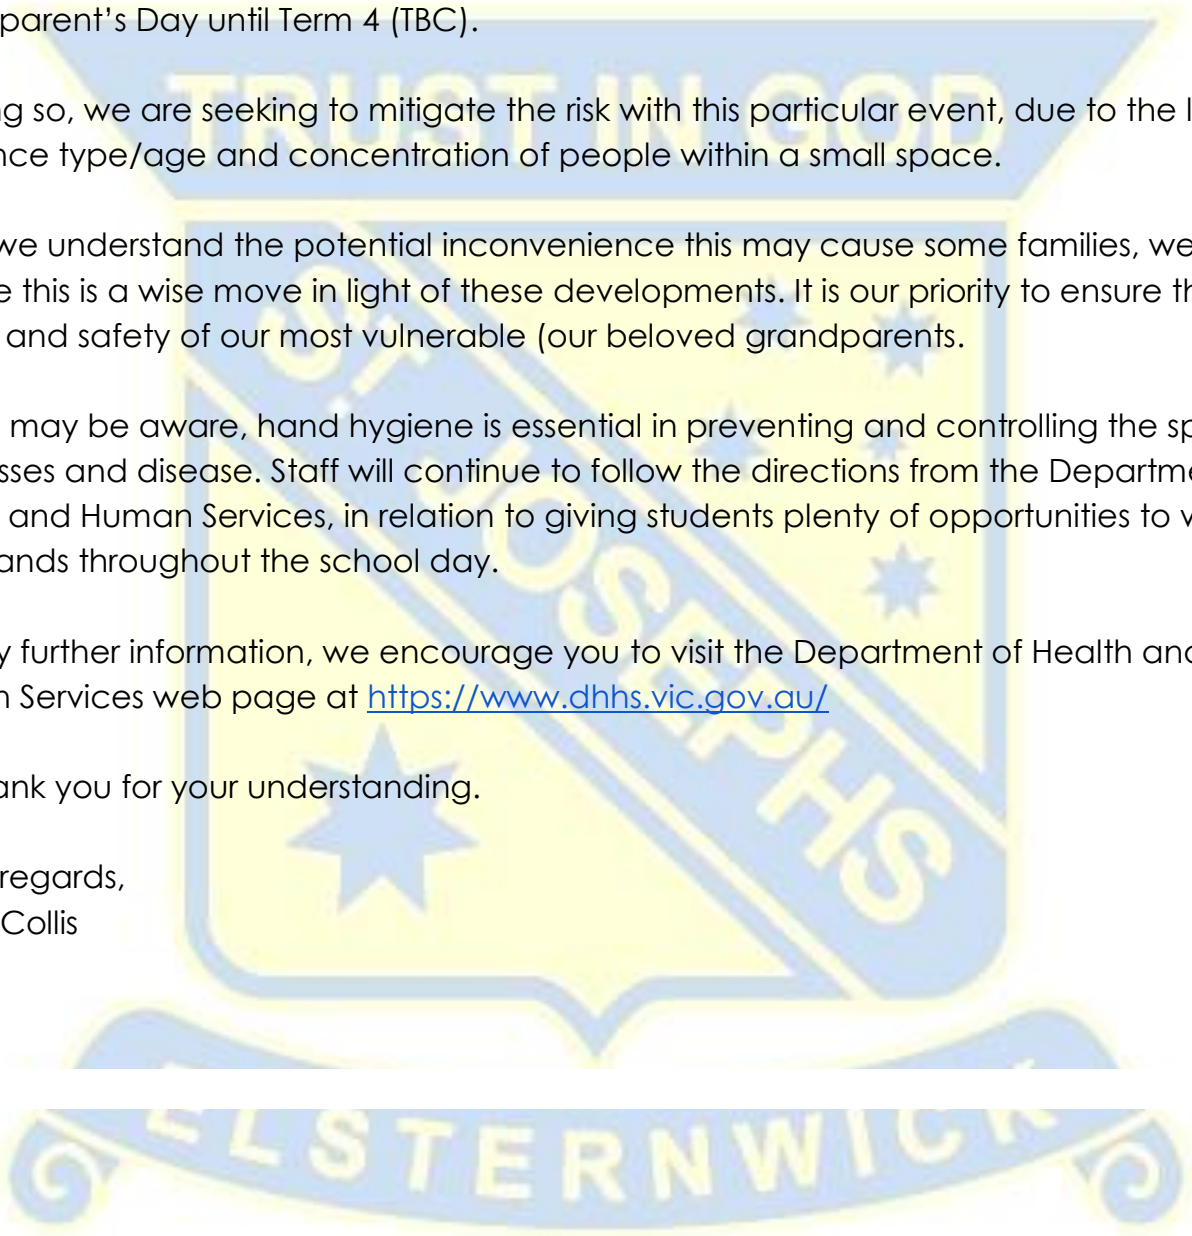 parent’s Day until Term 4 (TBC).
TRUST IN GOD
g so, we are seeking to mitigate the risk with this particular event, due to the l
nce type/age and concentration of people within a small space.
we understand the potential inconvenience this may cause some families, we
e this is a wise move in light of these developments. It is our priority to ensure th
and safety of our most vulnerable (our beloved grandparents.
may be aware, hand hygiene is essential in preventing and controlling the sp
sses and disease. Staff will continue to follow the directions from the Departme
and Human Services, in relation to giving students plenty of opportunities to w
ands throughout the school day.
ST. JOSEPHS
y further information, we encourage you to visit the Department of Health and
n Services web page at https://www.dhhs.vic.gov.au/
ank you for your understanding.
regards,
Collis
ELSTERNWICK